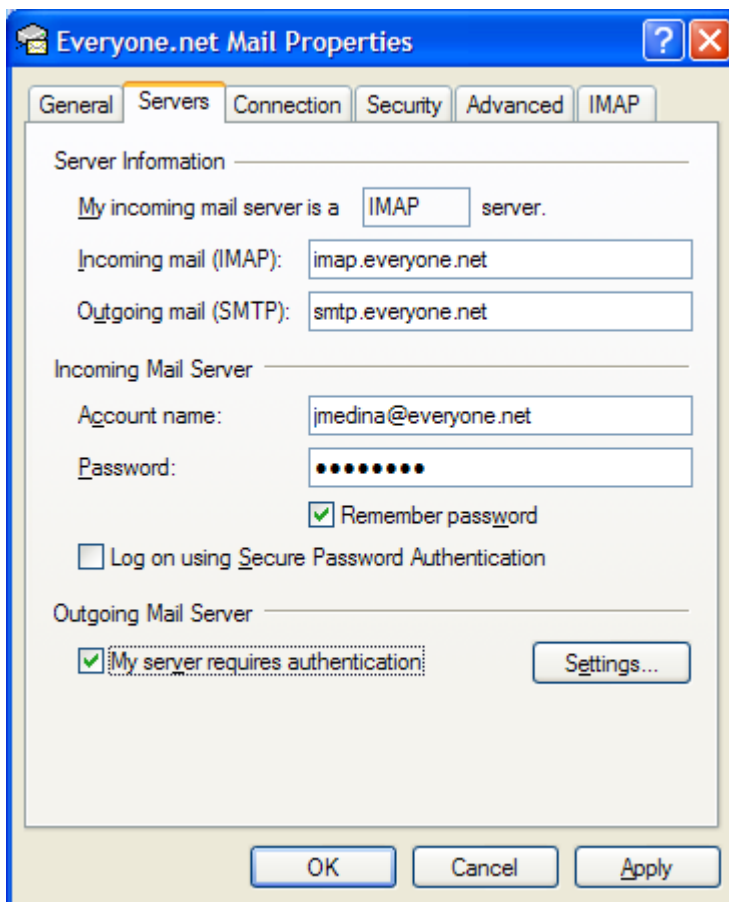 Everyone.net Mail Properties
General Servers Connection Security Advanced IMAP
Server Information
My incoming mail server is a IMAP server.
Incoming mail (IMAP): imap.everyone.net
Outgoing mail (SMTP): smtp.everyone.net
Incoming Mail Server
Account name: jmedina@everyone.net
Password: ●●●●●●●●
Remember password
Log on using Secure Password Authentication
Outgoing Mail Server
My server requires authentication Settings...
OK Cancel Apply